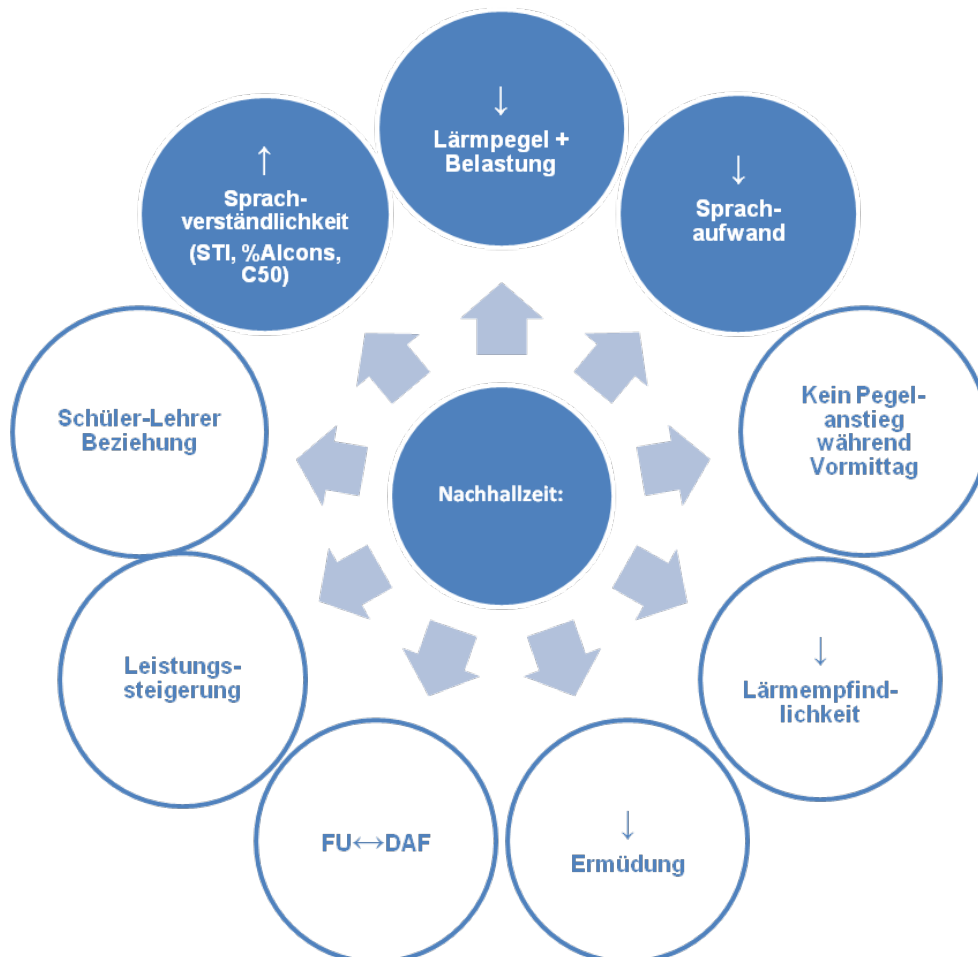 ↓
Lärmpegel +
Belastung
↓
Sprach-
aufwand
Kein Pegel-
anstieg
während
Vormittag
↓
Lärmempfind-
lichkeit
↓
Ermüdung
FU↔DAF
Leistungs-
steigerung
Schüler-Lehrer
Beziehung
↑
Sprach-
verständlichkeit
(STI, %Alcons,
C50)
Nachhallzeit: